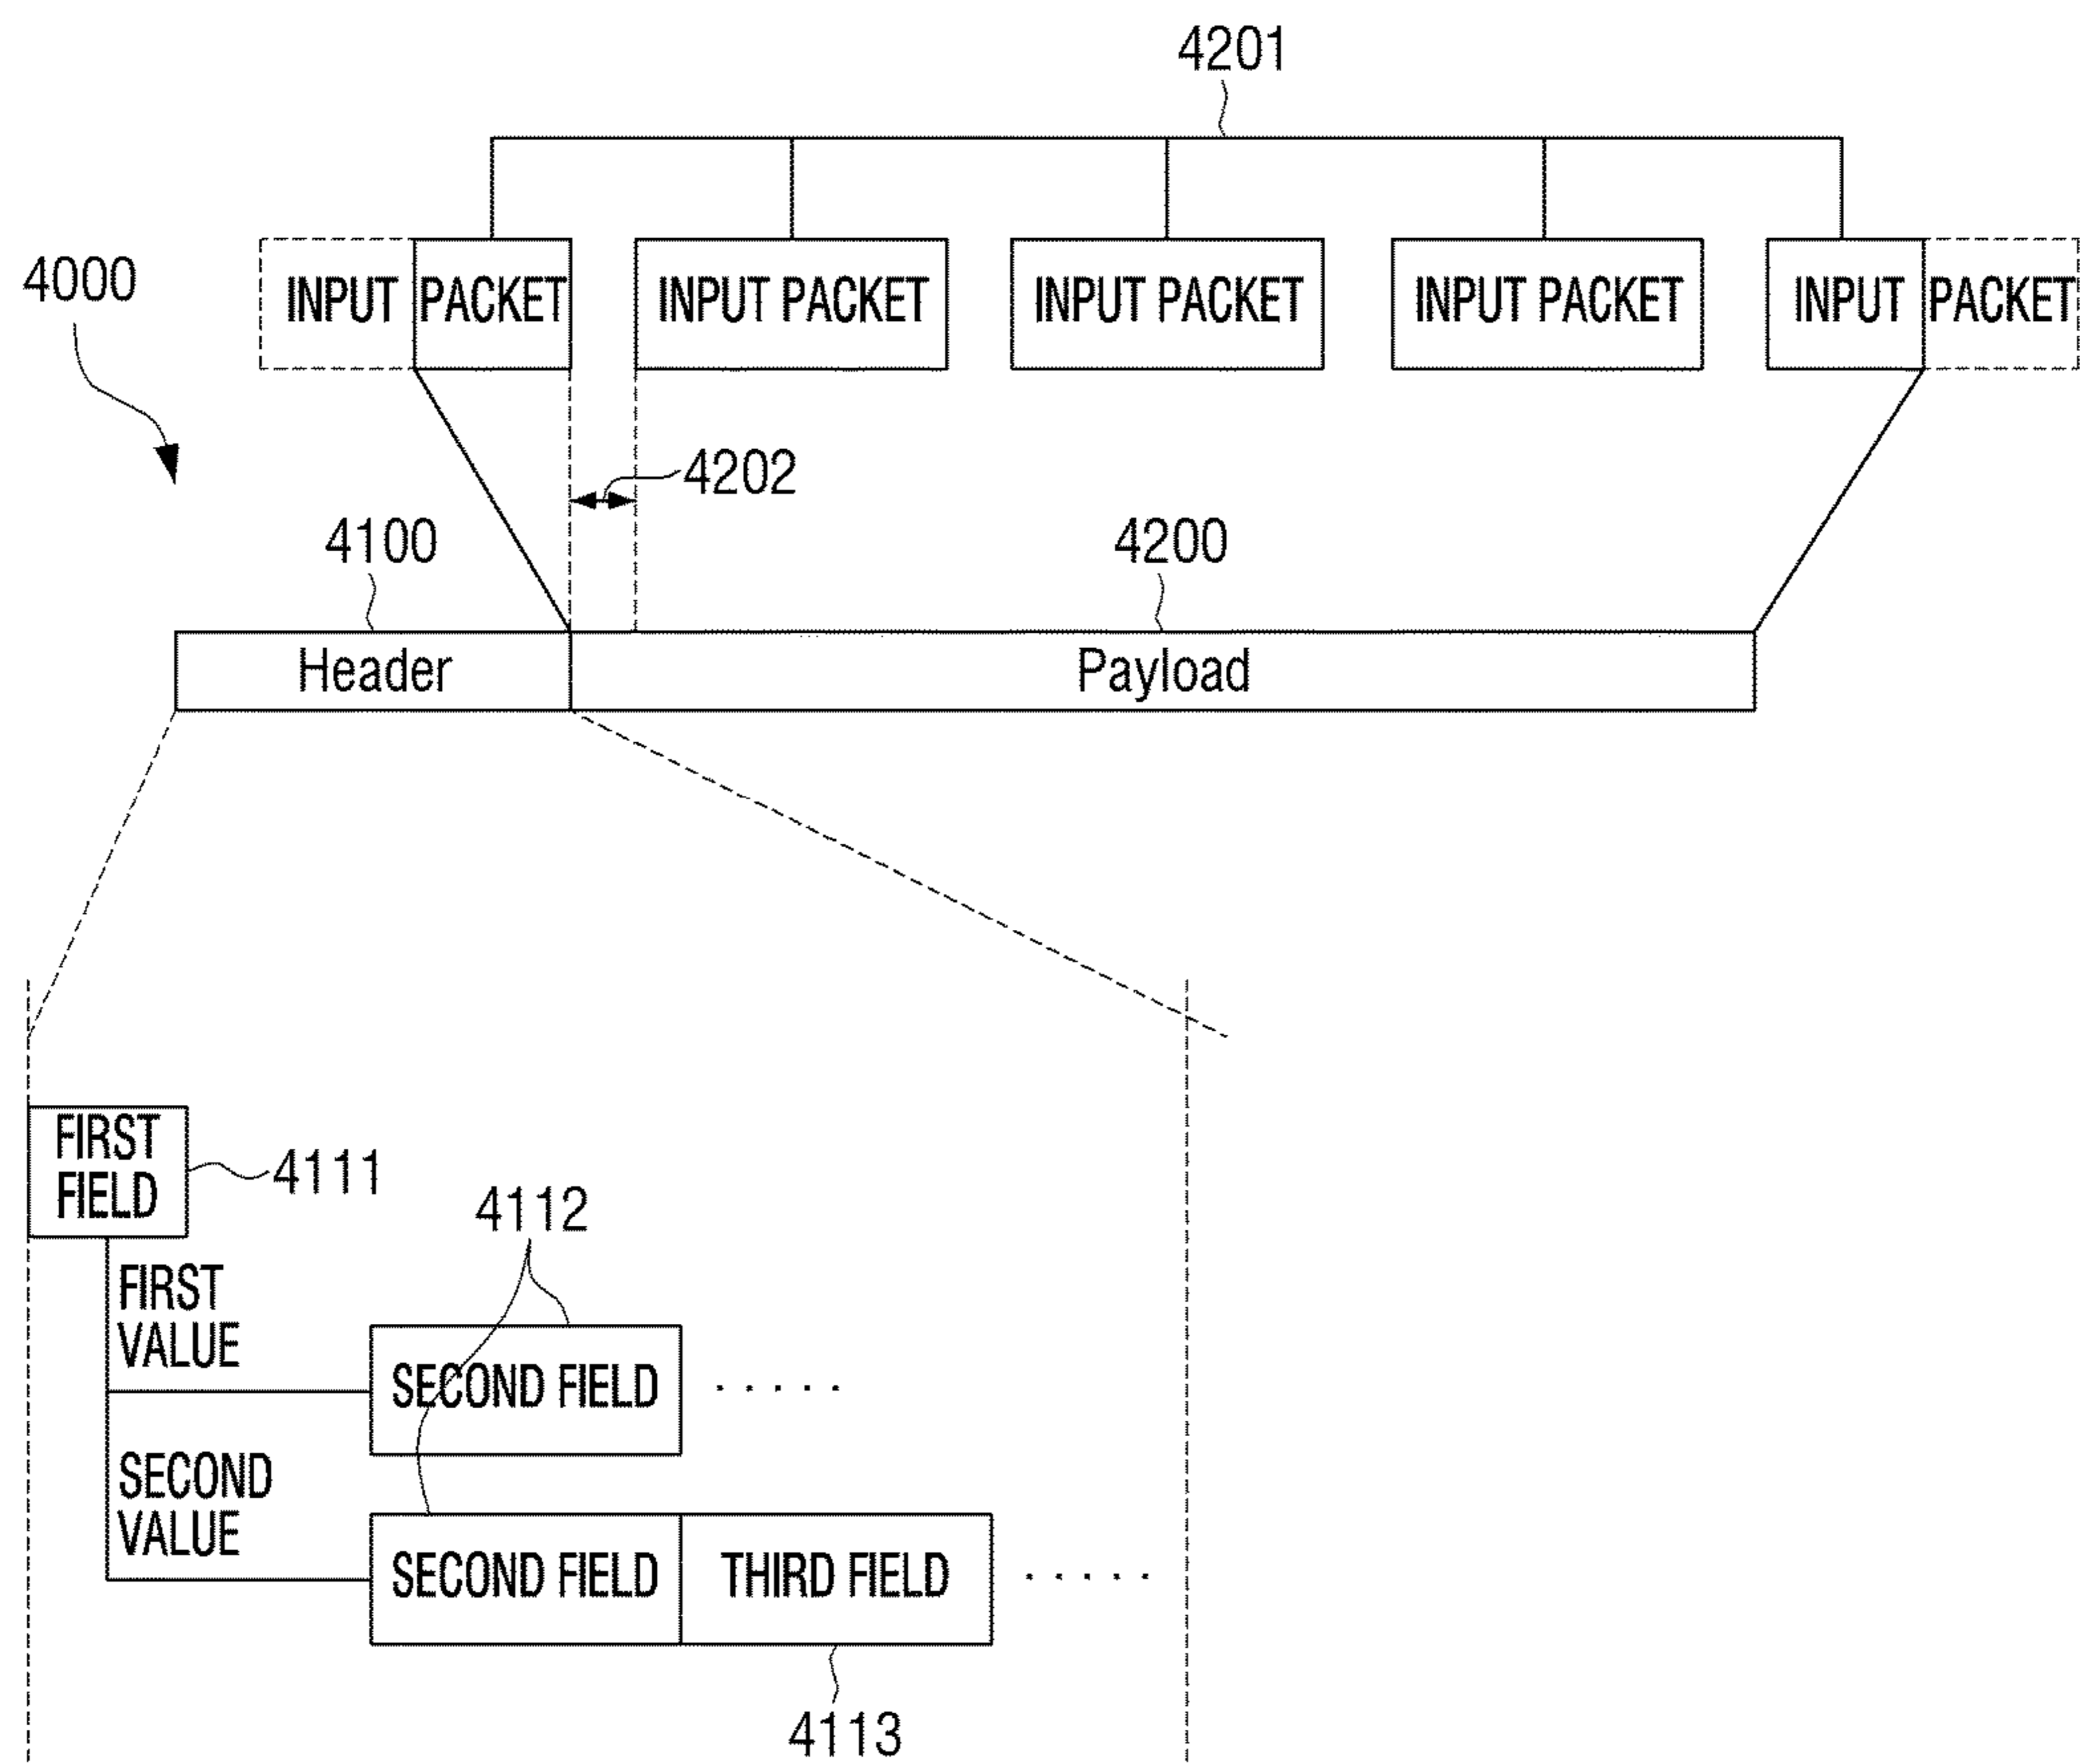 4201
4000
INPUT PACKET INPUT PACKET INPUT PACKET INPUT PACKET INPUT PACKET
4202
4100 4200
Header Payload
FIRST
FIELD
4111
4112
FIRST
VALUE
SECOND FIELD .....
SECOND
VALUE
SECOND FIELD THIRD FIELD .....
4113